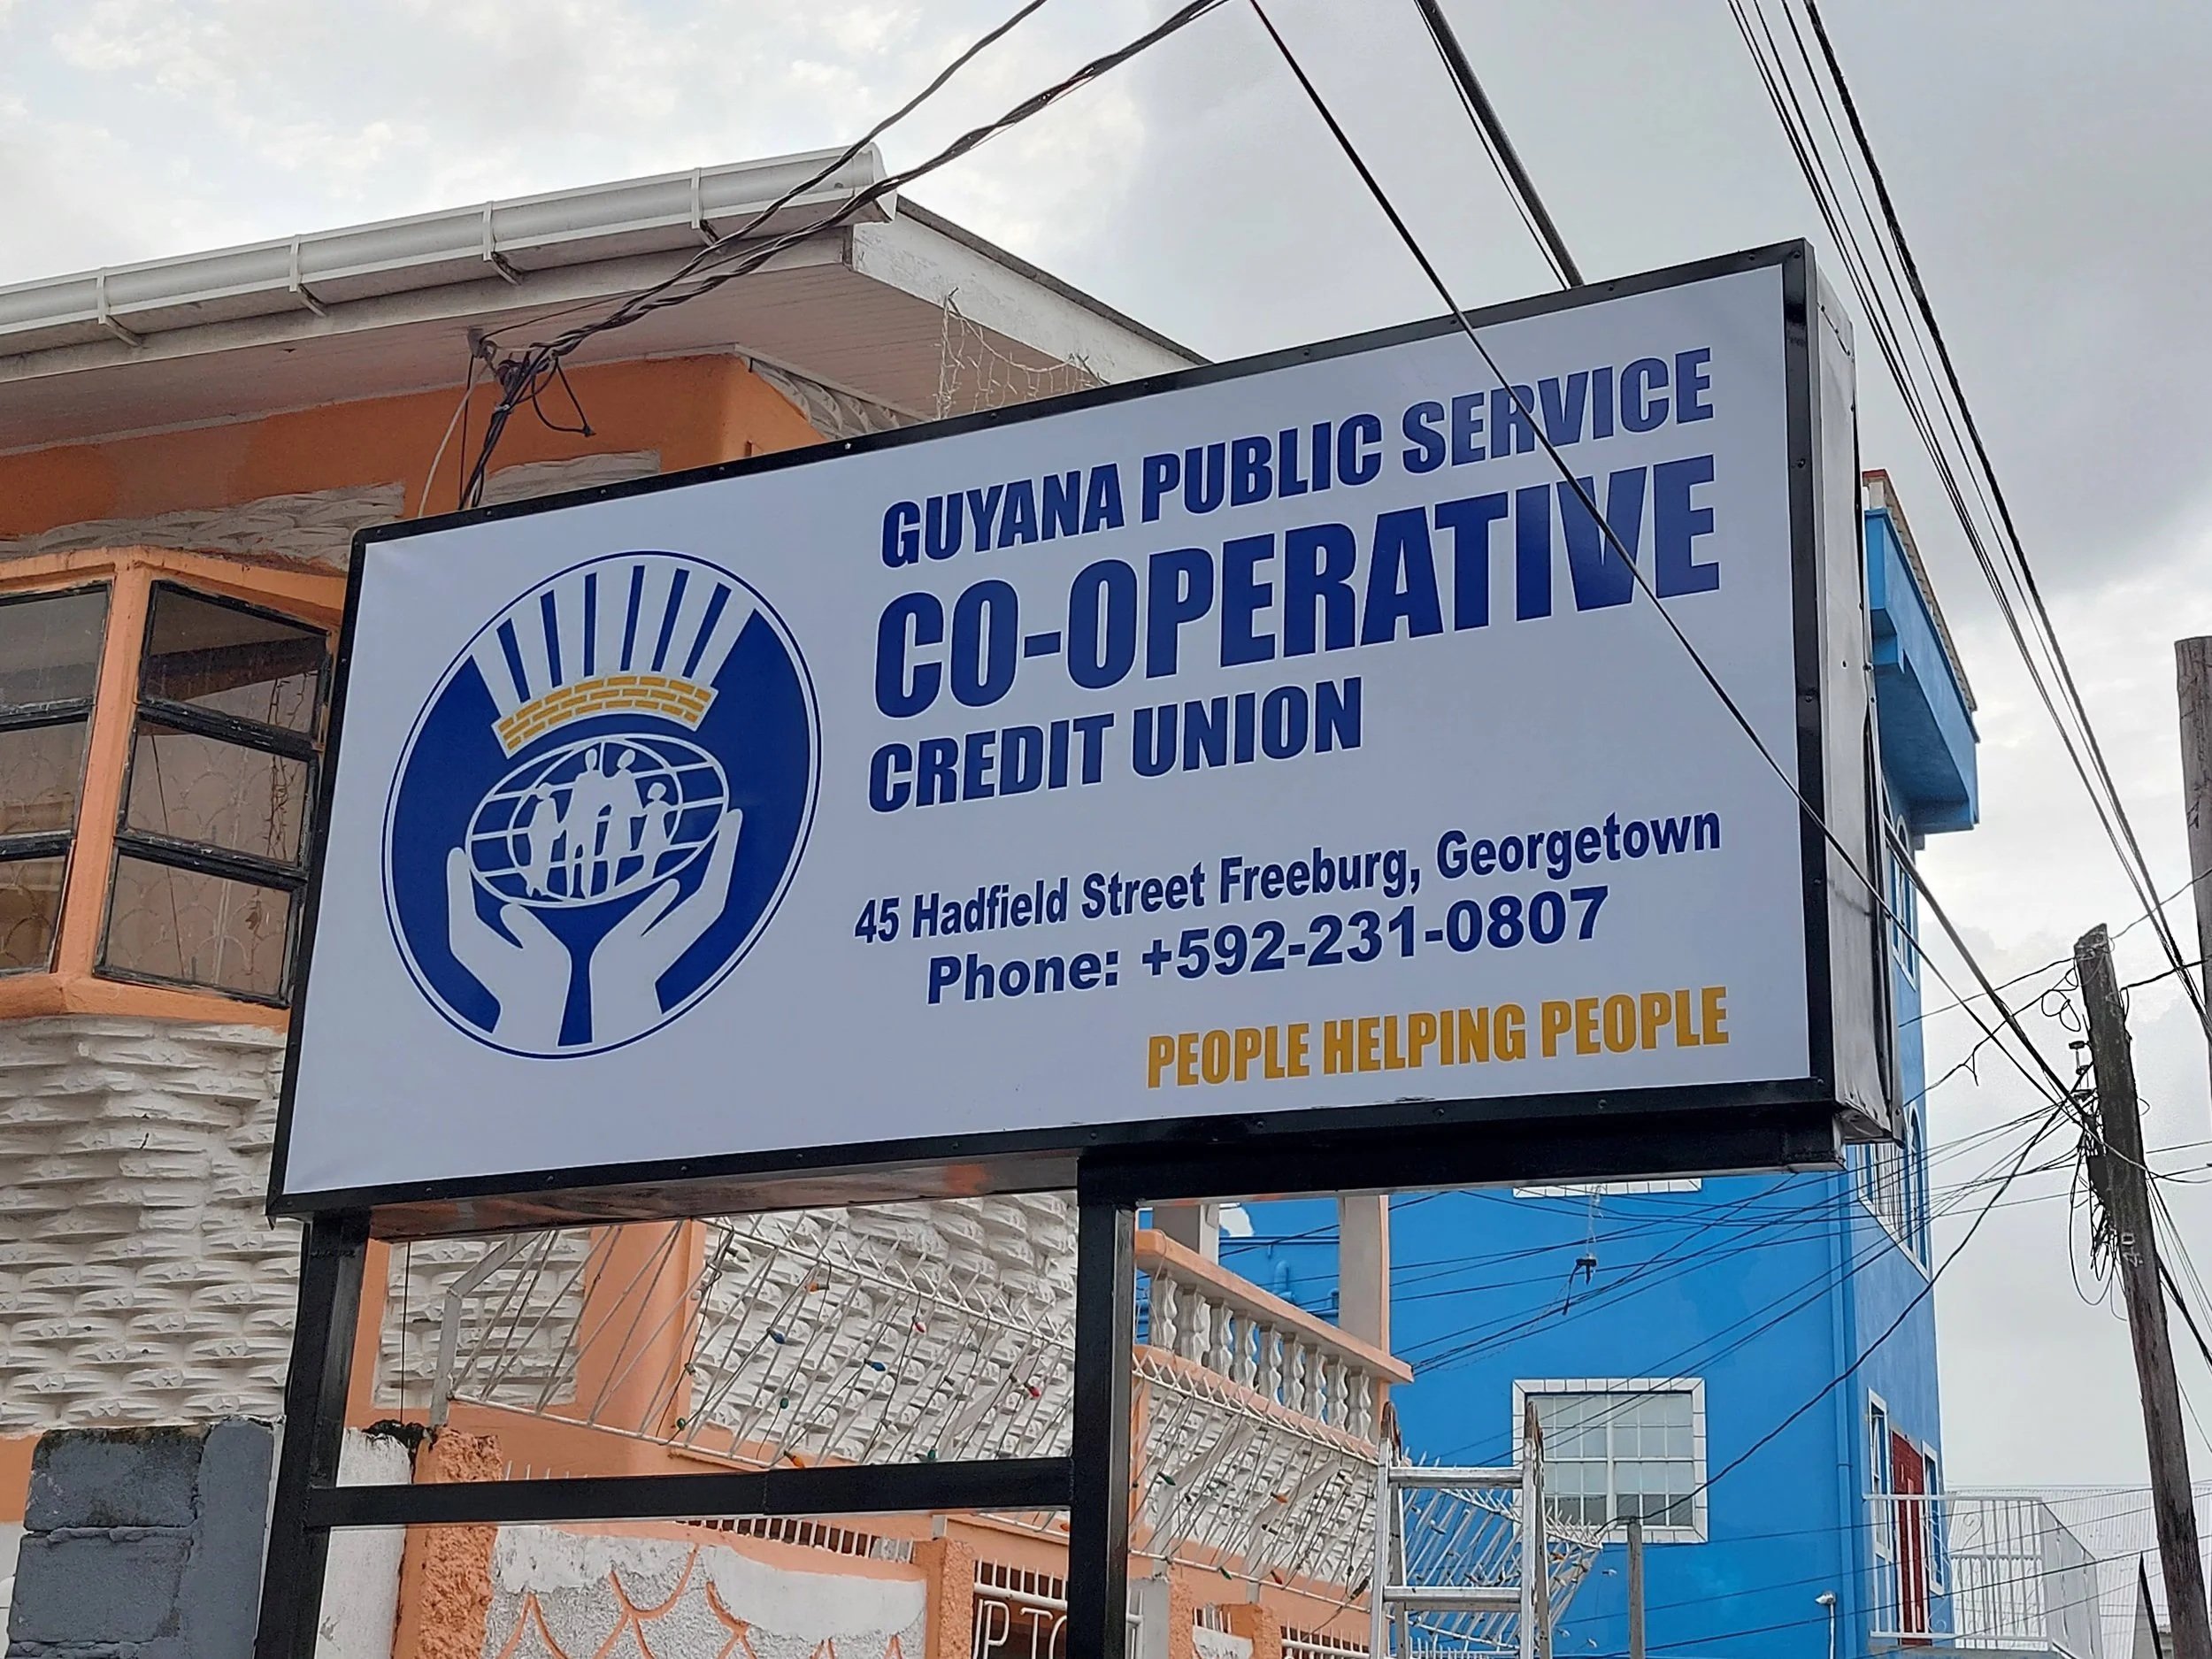 GUYANA PUBLIC SERVICE
CO-OPERATIVE
CREDIT UNION
45 Hadfield Street Freeburg, Georgetown
Phone: +592-231-0807
PEOPLE HELPING PEOPLE